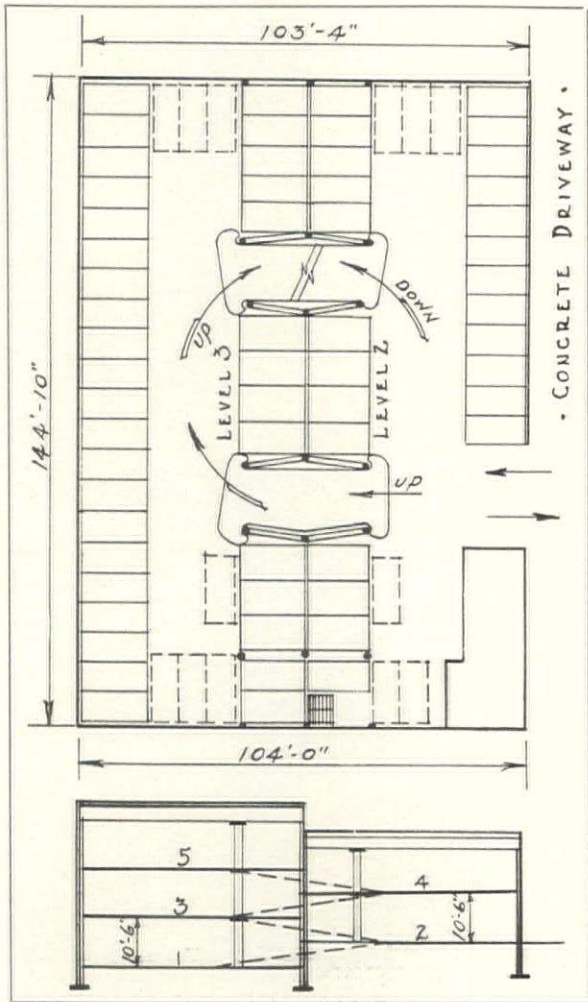 103'-4"
144'-10"
• CONCRETE DRIVEWAY •
UP
DOWN
LEVEL 3
LEVEL 2
UP
104'-0"
5
4
3
2
10'-6"
10'-6"
1